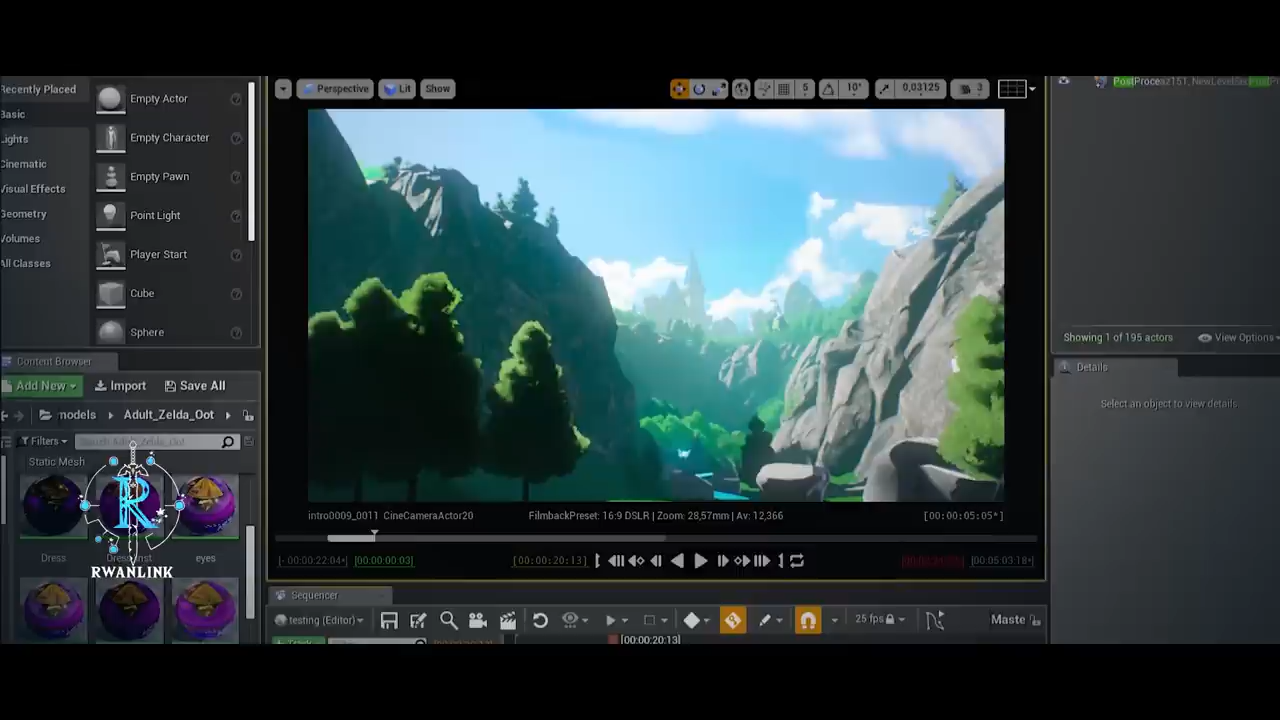 Recently Placed
Basic
Lights
Cinematic
Visual Effects
Geometry
Volumes
All Classes
Empty Actor
Empty Character
Empty Pawn
Point Light
Player Start
Cube
Sphere
Perspective
Lit
Show
5
10°
0,03125
3
Showing 1 of 195 actors
View Options
Details
Select an object to view details.
Content Browser
Add New
Import
Save All
models
Adult_Zelda_Oot
Filters
Search Adult_Zelda_Oot
Static Mesh
Dress
eyes
R
RWANLINK
intro0009_0011 CineCameraActor20
FilmbackPreset: 16:9 DSLR | Zoom: 28,57mm | Av: 12,366
[00:00:05:05*]
[-00:00:22:04*]
[00:00:00:03]
[00:00:20:13]
[00:05:03:18*]
Sequencer
testing (Editor)
25 fps
Maste
[00:00:20:13]